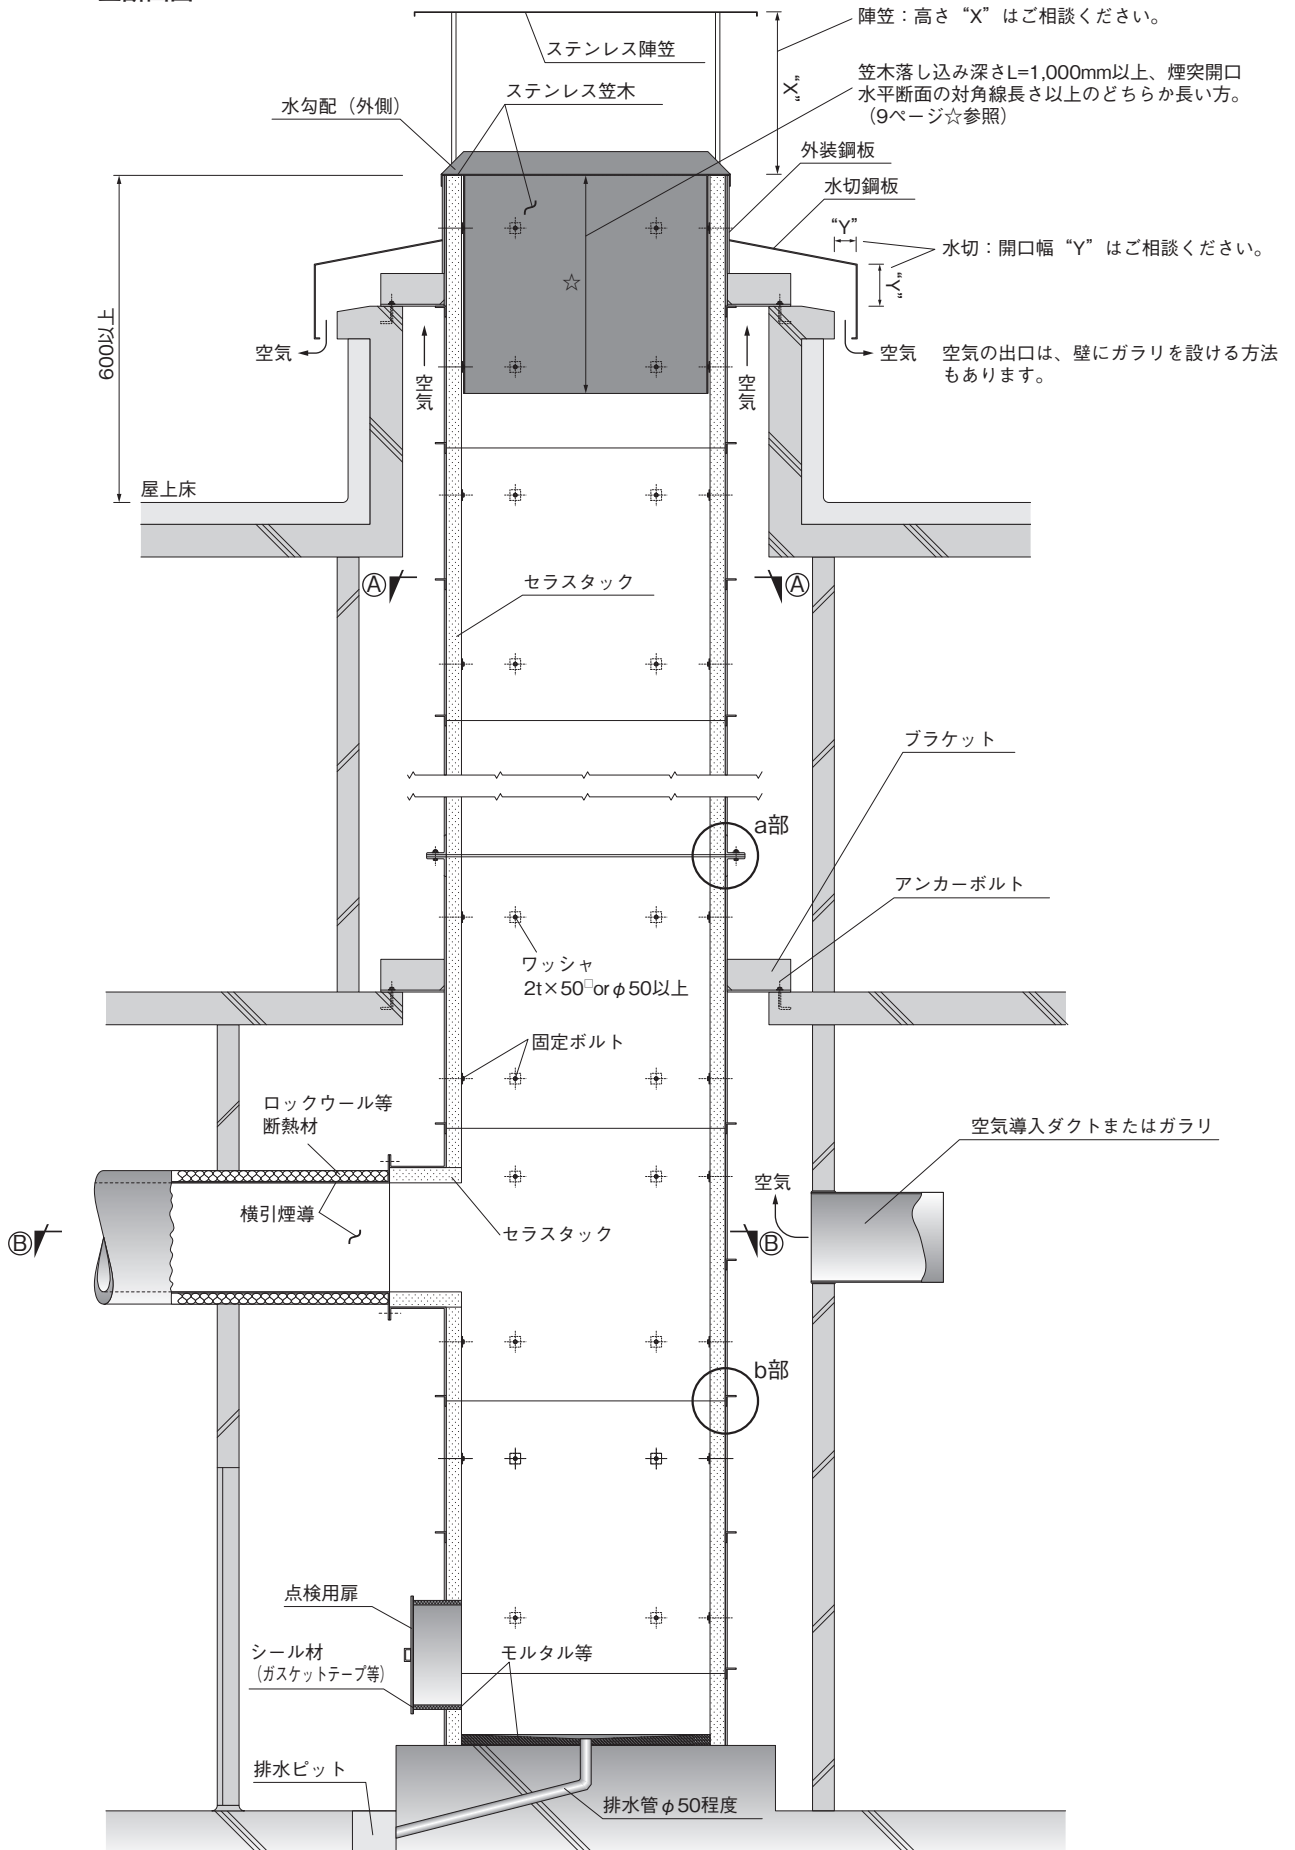 陣笠：高さ“X”はご相談ください。
ステンレス陣笠
“X”
笠木落し込み深さL=1,000mm以上、煙突開口
水平断面の対角線長さ以上のどちらか長い方。
（9ページ☆参照）
ステンレス笠木
水勾配（外側）
外装鋼板
水切鋼板
“Y”
水切：開口幅“Y”はご相談ください。
“Y”
☆
600以上
空気
空気
空気
空気
空気の出口は、壁にガラリを設ける方法
もあります。
屋上床
Ⓐ
Ⓐ
セラスタック
ブラケット
a部
アンカーボルト
ワッシャ
2t×50□orφ50以上
固定ボルト
ロックウール等
断熱材
空気導入ダクトまたはガラリ
空気
横引煙導
セラスタック
Ⓑ
Ⓑ
b部
点検用扉
シール材
（ガスケットテープ等）
モルタル等
排水ピット
排水管φ50程度